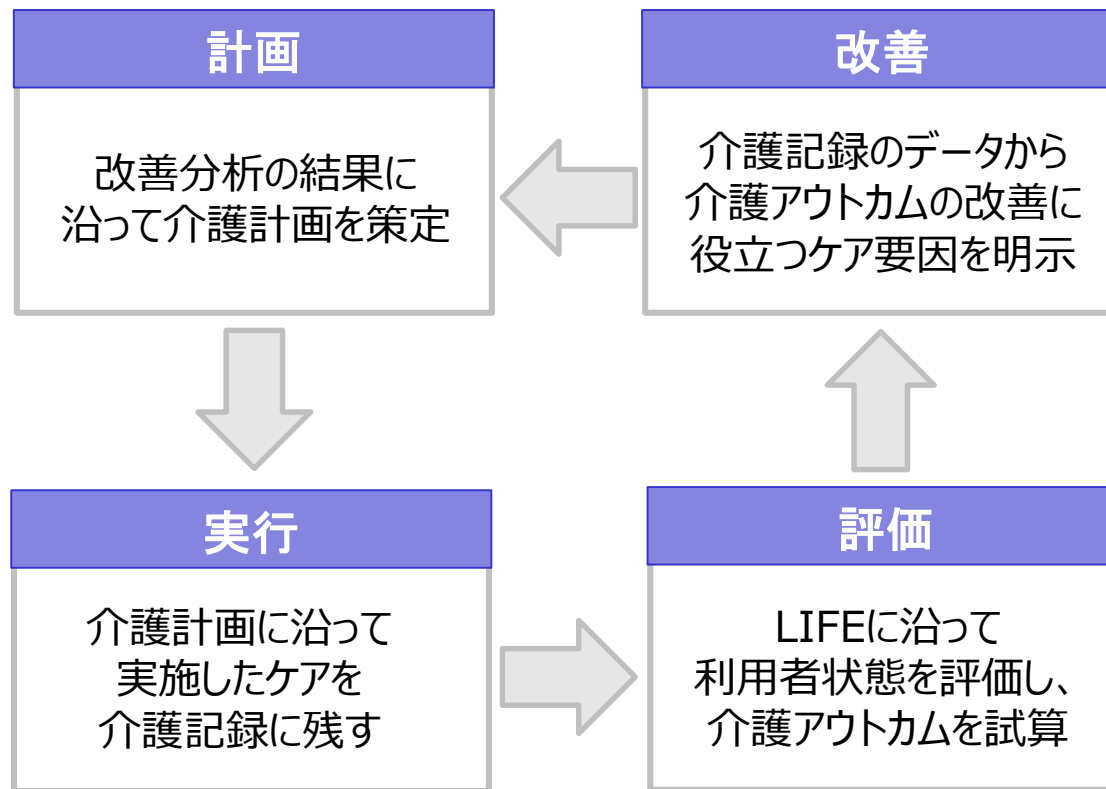 計画
改善分析の結果に
沿って介護計画を策定
改善
介護記録のデータから
介護アウトカムの改善に
役立つケア要因を明示
実行
介護計画に沿って
実施したケアを
介護記録に残す
評価
LIFEに沿って
利用者状態を評価し、
介護アウトカムを試算